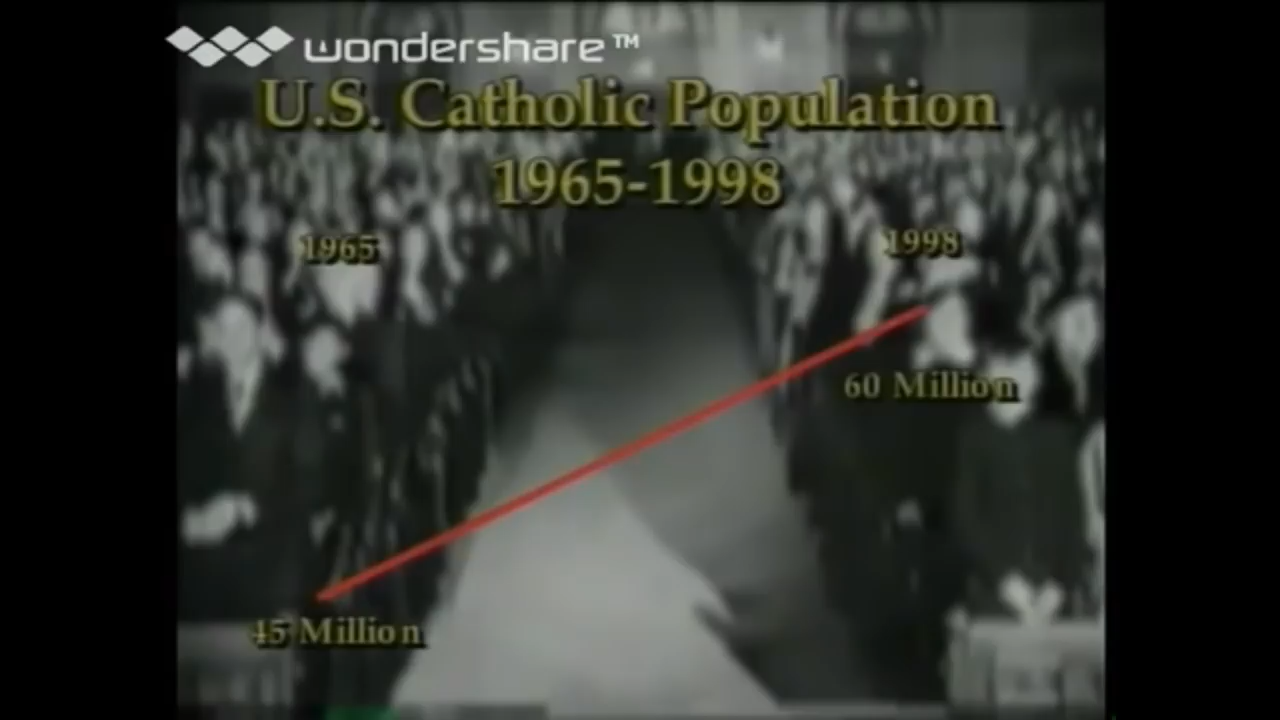 wondershare™
U.S. Catholic Population
1965-1998
1965
1998
60 Million
45 Million